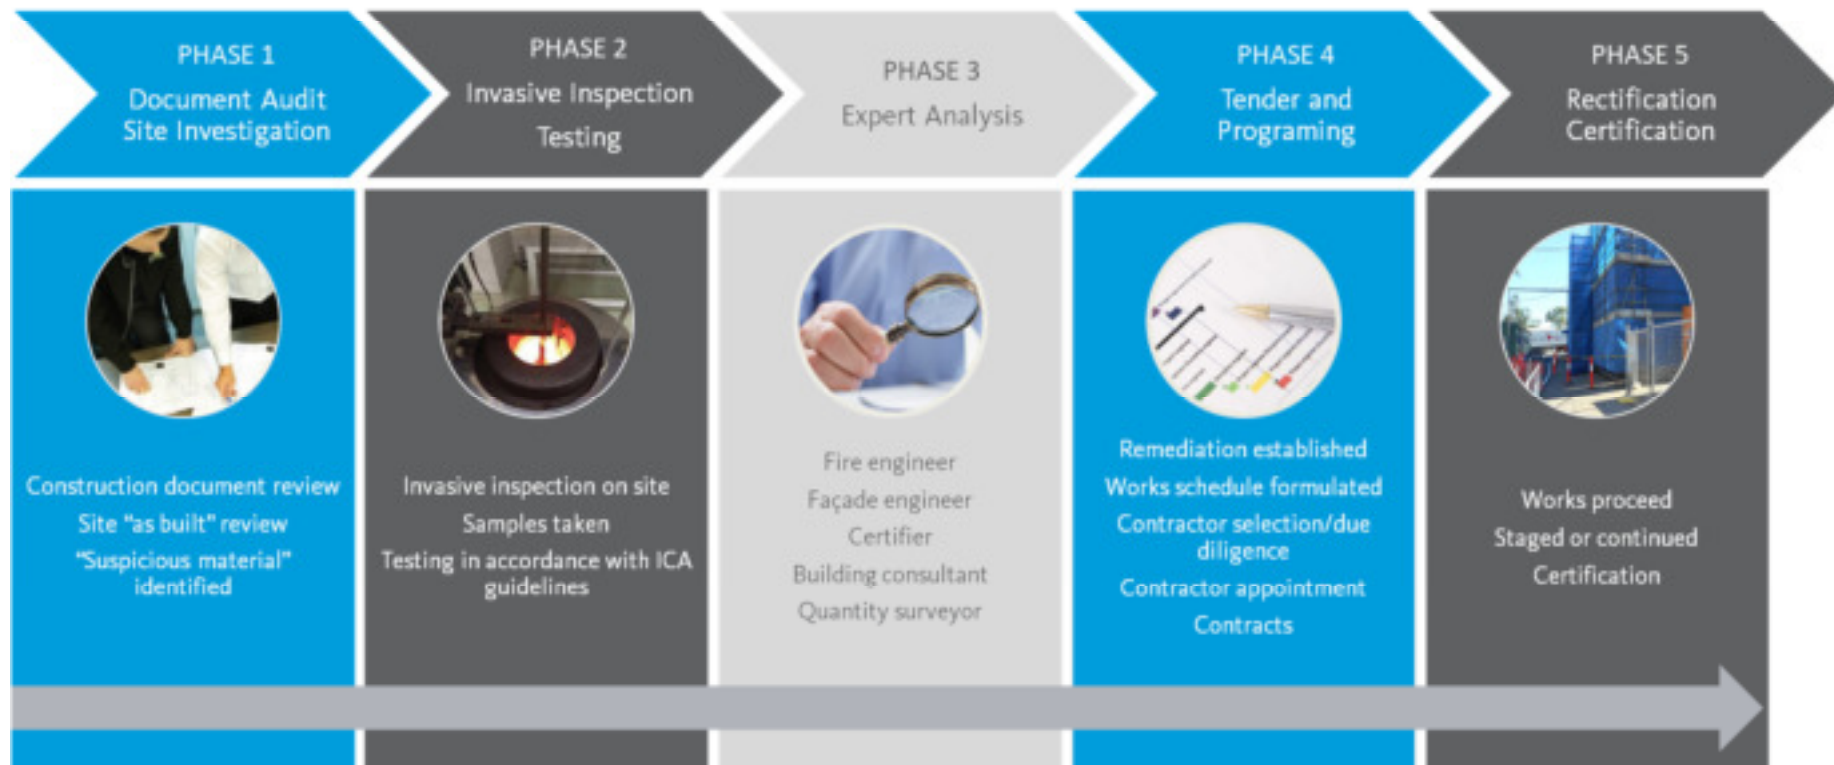 PHASE 1
Document Audit
Site Investigation
PHASE 2
Invasive Inspection
Testing
PHASE 3
Expert Analysis
PHASE 4
Tender and
Programing
PHASE 5
Rectification
Certification
Construction document review
Site “as built” review
“Suspicious material”
identified
Invasive inspection on site
Samples taken
Testing in accordance with ICA
guidelines
Fire engineer
Façade engineer
Certifier
Building consultant
Quantity surveyor
Remediation established
Works schedule formulated
Contractor selection/due
diligence
Contractor appointment
Contracts
Works proceed
Staged or continued
Certification